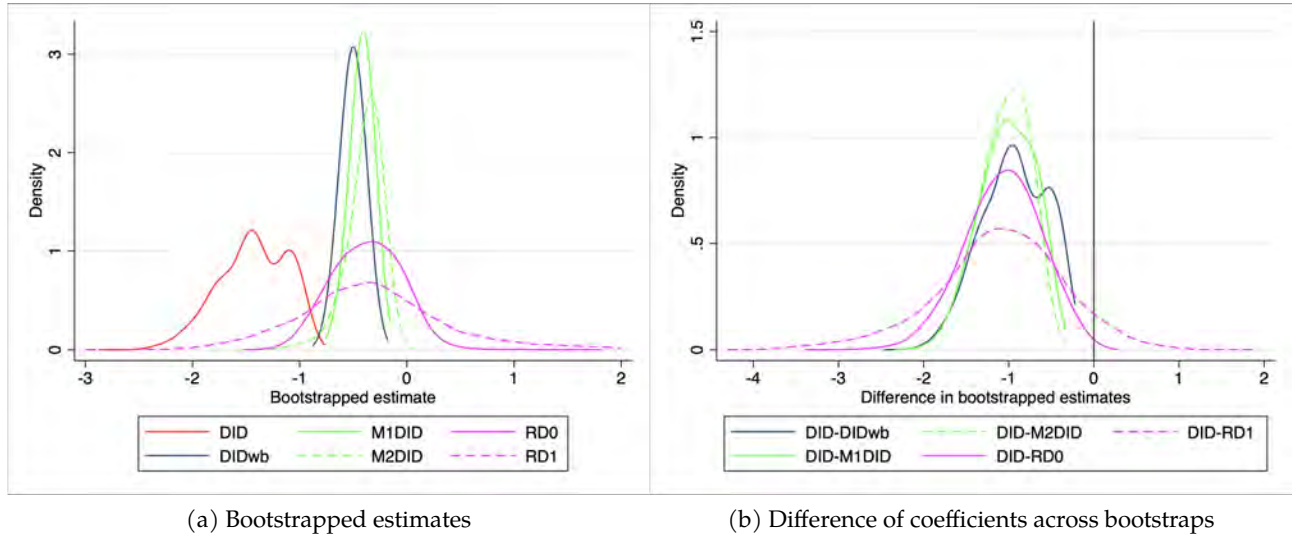 3
2
1
0
Density
-3
-2
-1
0
1
2
Bootstrapped estimate
DID
M1DID
RD0
DIDwb
M2DID
RD1
1.5
1
.5
0
Density
-4
-3
-2
-1
0
1
2
Difference in bootstrapped estimates
DID-DIDwb
DID-M2DID
DID-RD1
DID-M1DID
DID-RD0
(a) Bootstrapped estimates
(b) Difference of coefficients across bootstraps